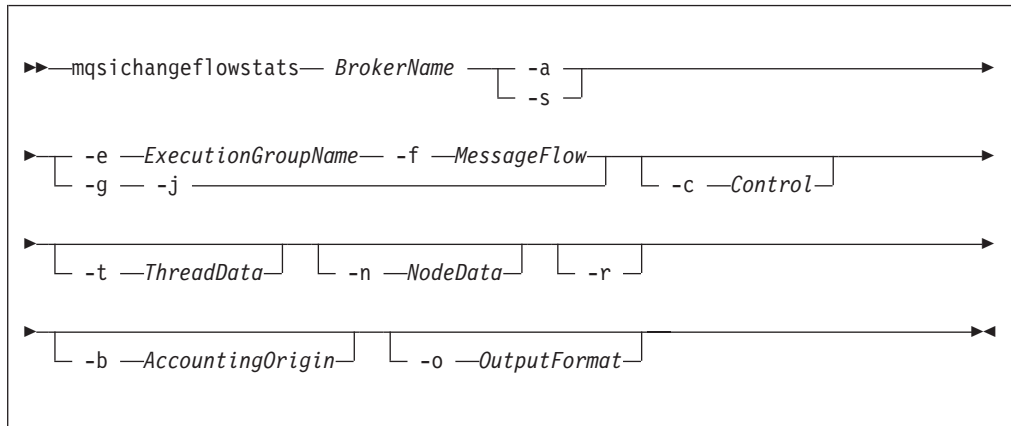 mqsichangeflowstats BrokerName -a
-s
-e ExecutionGroupName -f MessageFlow
-g -j
-c Control
-t ThreadData -n NodeData -r
-b AccountingOrigin -o OutputFormat